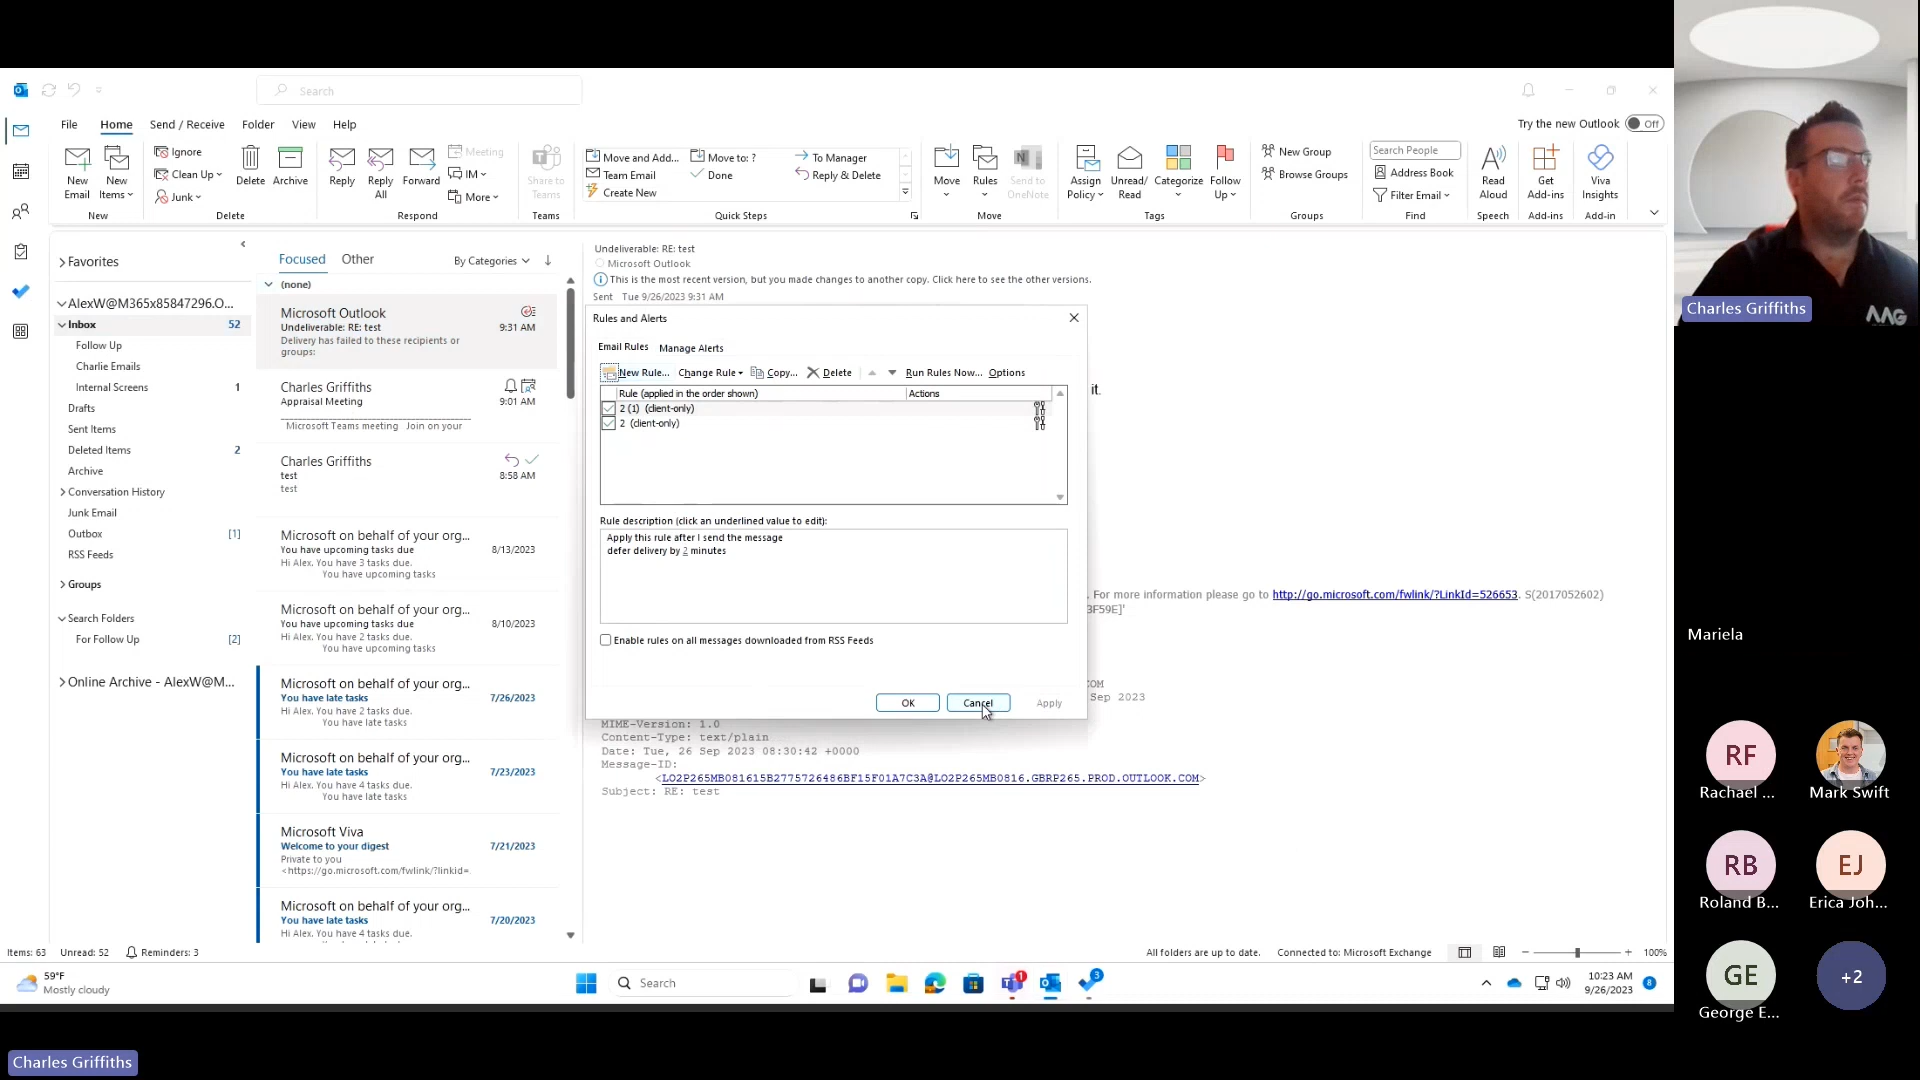 Search
File Home Send / Receive Folder View Help
Try the new Outlook Off
New Email
New Items
Ignore
Clean Up
Junk
Delete
Archive
Reply
Reply All
Forward
Meeting
IM
More
Share to Teams
Move and Add...
Team Email
Create New
Move to: ?
Done
To Manager
Reply & Delete
Move
Rules
Send to OneNote
Assign Policy
Unread/ Read
Categorize
Follow Up
New Group
Browse Groups
Search People
Address Book
Filter Email
Read Aloud
Get Add-ins
Viva Insights
New Delete Respond Teams Quick Steps Move Tags Groups Find Speech Add-ins Add-in
Favorites
AlexW@M365x85847296.O...
Inbox 52
Follow Up
Charlie Emails
Internal Screens 1
Drafts
Sent Items
Deleted Items 2
Archive
Conversation History
Junk Email
Outbox [1]
RSS Feeds
Groups
Search Folders
For Follow Up [2]
Online Archive - AlexW@M...
Focused Other By Categories
(none)
Microsoft Outlook
Undeliverable: RE: test 9:31 AM
Delivery has failed to these recipients or
groups:
Charles Griffiths
Appraisal Meeting 9:01 AM
Microsoft Teams meeting Join on your
Charles Griffiths
test 8:58 AM
test
Microsoft on behalf of your org...
You have upcoming tasks due 8/13/2023
Hi Alex. You have 3 tasks due.
You have upcoming tasks
Microsoft on behalf of your org...
You have upcoming tasks due 8/10/2023
Hi Alex. You have 2 tasks due.
You have upcoming tasks
Microsoft on behalf of your org...
You have late tasks 7/26/2023
Hi Alex. You have 2 tasks due.
You have late tasks
Microsoft on behalf of your org...
You have late tasks 7/23/2023
Hi Alex. You have 4 tasks due.
You have late tasks
Microsoft Viva
Welcome to your digest 7/21/2023
Private to you
<https://go.microsoft.com/fwlink/?linkid=
Microsoft on behalf of your org...
You have late tasks 7/20/2023
Hi Alex. You have 4 tasks due.
Undeliverable: RE: test
Microsoft Outlook
This is the most recent version, but you made changes to another copy. Click here to see the other versions.
Sent Tue 9/26/2023 9:31 AM
Rules and Alerts
Email Rules Manage Alerts
New Rule... Change Rule Copy... Delete Run Rules Now... Options
Rule (applied in the order shown) Actions
2 (1) (client-only)
2 (client-only)
Rule description (click an underlined value to edit):
Apply this rule after I send the message
defer delivery by 2 minutes
Enable rules on all messages downloaded from RSS Feeds
OK Cancel Apply
it.
. For more information please go to http://go.microsoft.com/fwlink/?LinkId=526653. S(2017052602)
3F59E]'
COM
Sep 2023
MIME-Version: 1.0
Content-Type: text/plain
Date: Tue, 26 Sep 2023 08:30:42 +0000
Message-ID:
<LO2P265MB081615B2775726486BF15F01A7C3A@LO2P265MB0816.GBRP265.PROD.OUTLOOK.COM>
Subject: RE: test
Items: 63 Unread: 52 Reminders: 3
All folders are up to date. Connected to: Microsoft Exchange 100%
59°F
Mostly cloudy
Search
1
3
10:23 AM
9/26/2023
8
Charles Griffiths
AAG
Charles Griffiths
Mariela
RF
Rachael ...
Mark Swift
RB
Roland B...
EJ
Erica Joh...
GE
George E...
+2